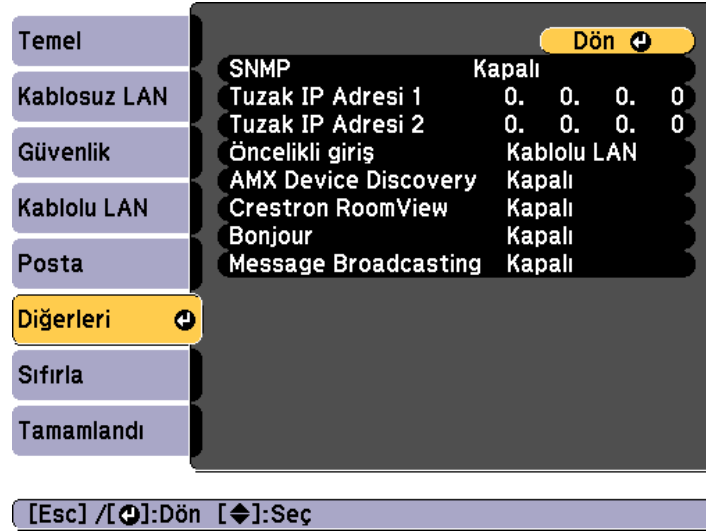 Temel
Kablosuz LAN
Güvenlik
Kablolu LAN
Posta
Diğerleri
Sıfırla
Tamamlandı
Dön
SNMP Kapalı
Tuzak IP Adresi 1 0. 0. 0. 0
Tuzak IP Adresi 2 0. 0. 0. 0
Öncelikli giriş Kablolu LAN
AMX Device Discovery Kapalı
Crestron RoomView Kapalı
Bonjour Kapalı
Message Broadcasting Kapalı
[Esc] /[⏎]:Dön [◆]:Seç